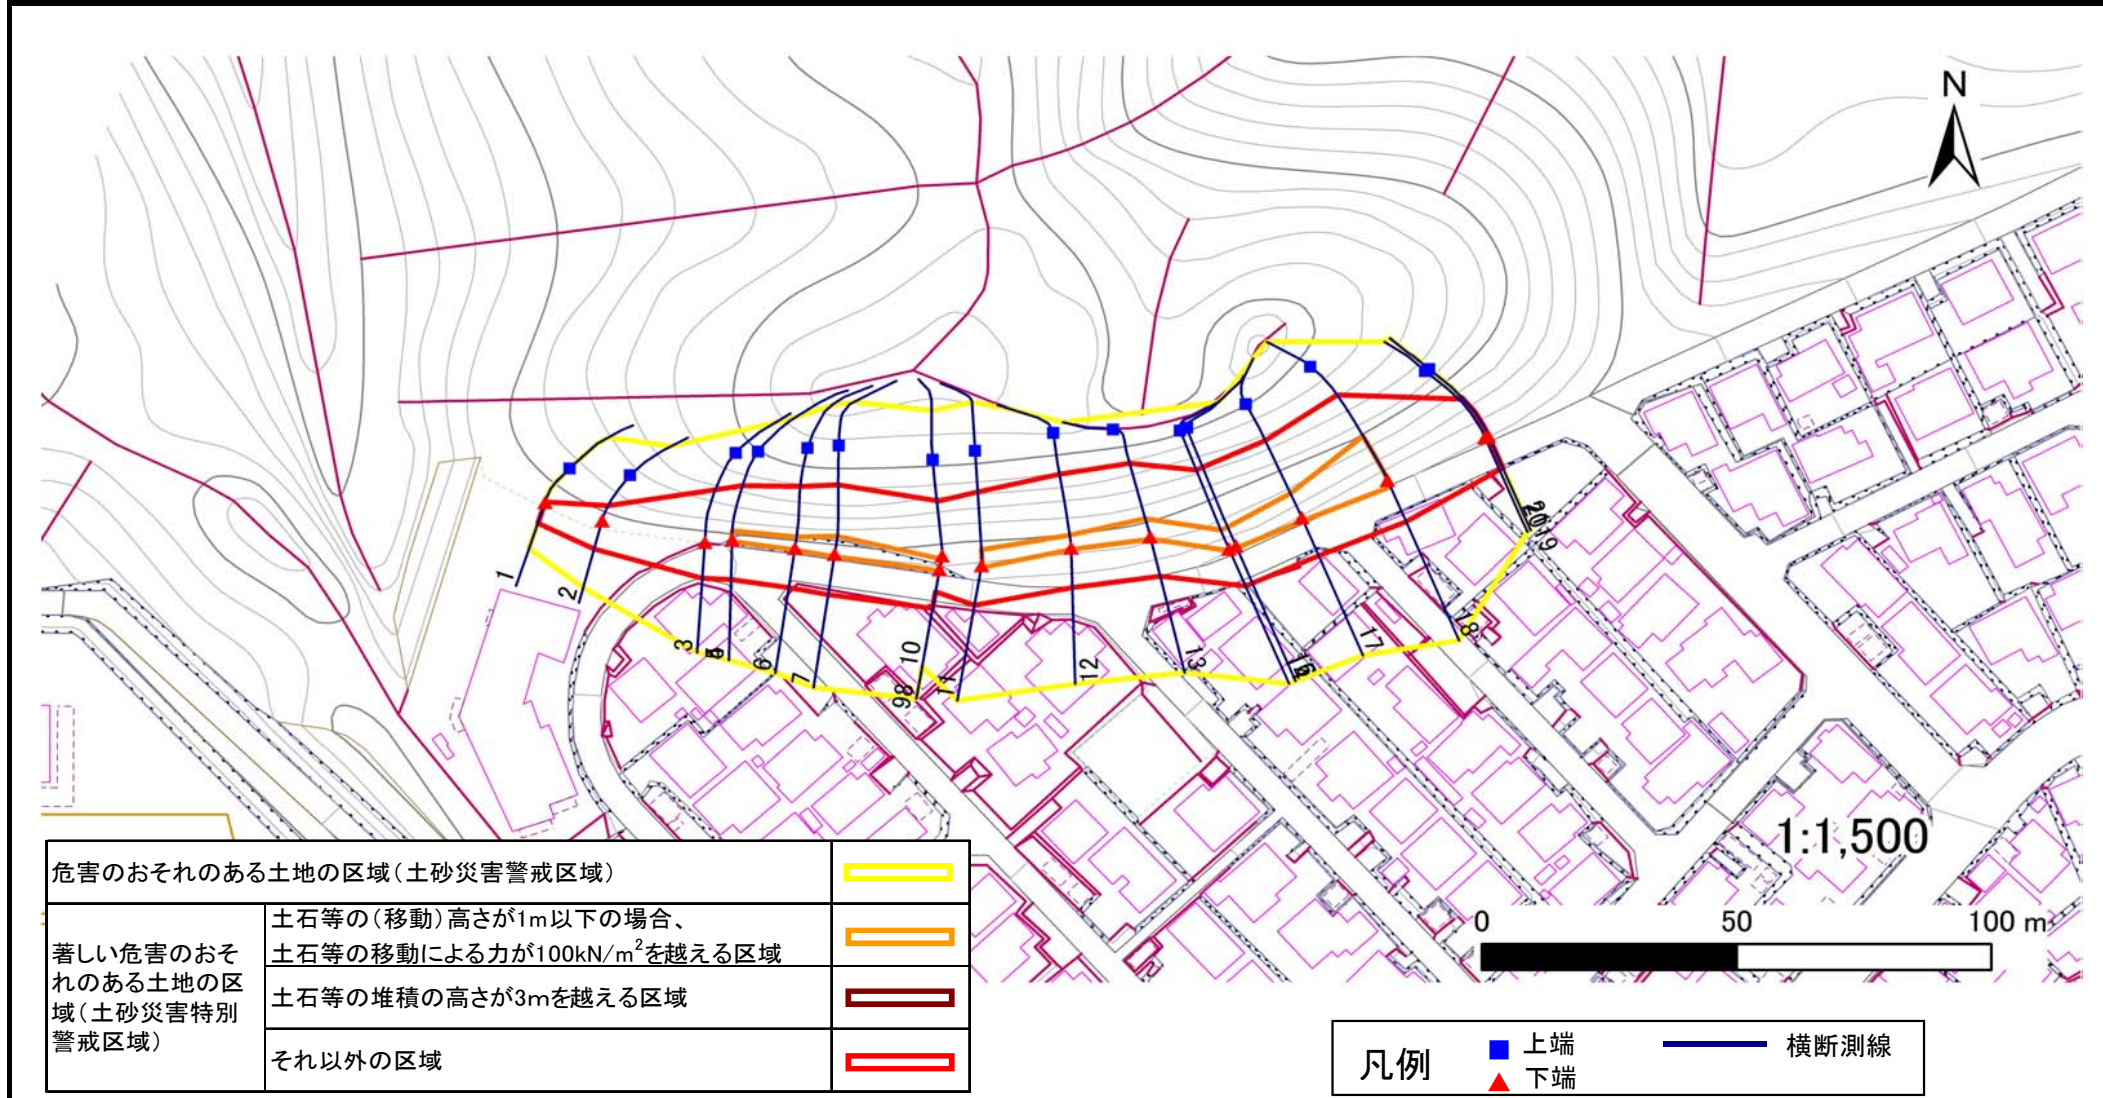 N
1
2
3
6
7
98
10
11
12
13
17
18
2019
1:1,500
0 50 100 m
危害のおそれのある土地の区域(土砂災害警戒区域)
著しい危害のおそ
れのある土地の区
域(土砂災害特別
警戒区域)
土石等の(移動)高さが1m以下の場合、
土石等の移動による力が100kN/m²を越える区域
土石等の堆積の高さが3mを越える区域
それ以外の区域
凡例
上端
下端
横断測線